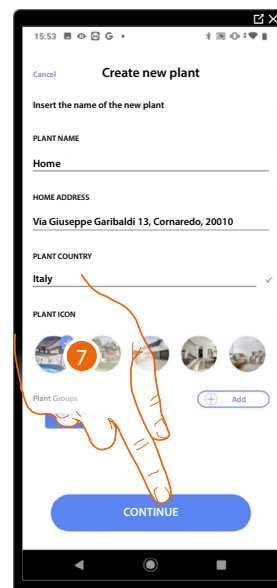 15:53 G
Cancel Create new plant
Insert the name of the new plant
PLANT NAME
Home
HOME ADDRESS
Via Giuseppe Garibaldi 13, Cornaredo, 20010
PLANT COUNTRY
Italy
PLANT ICON
7
Plant Groups Add
CONTINUE